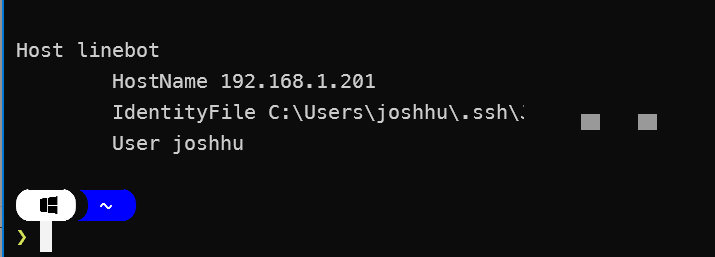 Host linebot
HostName 192.168.1.201
IdentityFile C:\Users\joshhu\.ssh\
User joshhu
~
❯